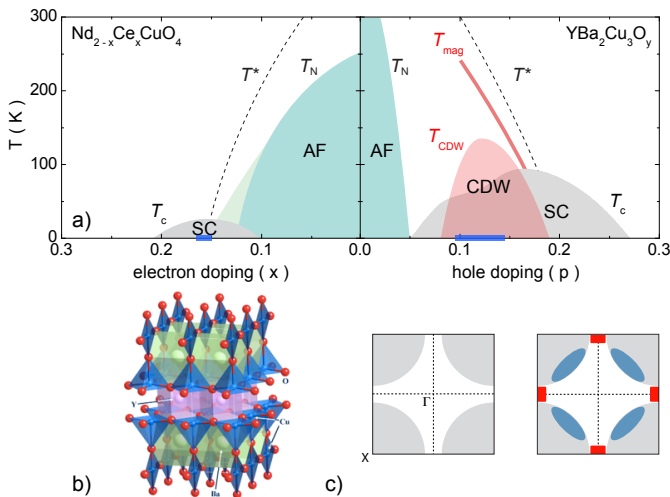 Nd2-xCexCuO4
YBa2Cu3Oy
300
200
100
0
T ( K )
T*
TN
AF
Tc
SC
TN
AF
Tmag
T*
TCDW
CDW
SC
Tc
a)
0.3
0.2
0.1
0.0
0.1
0.2
0.3
electron doping ( x )
hole doping ( p )
O
Y
Cu
Ba
b)
Γ
X
c)